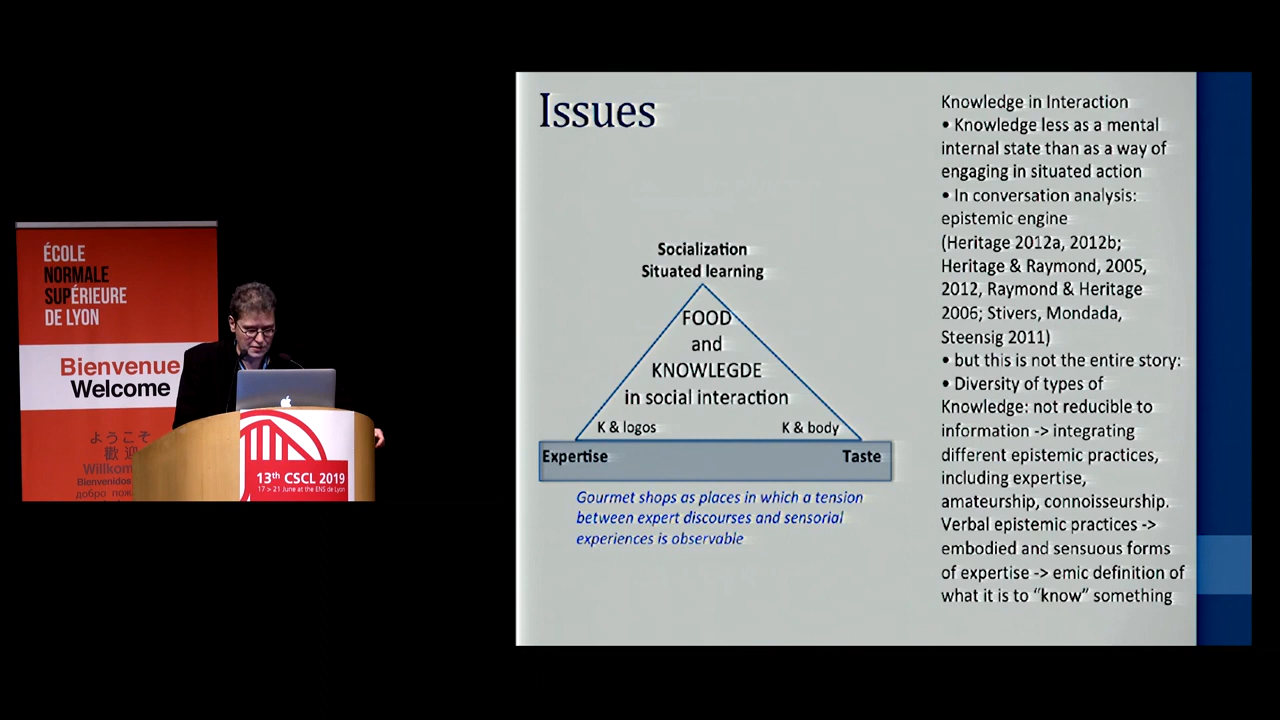 ÉCOLE
NORMALE
SUPÉRIEURE
DE LYON
Bienvenue
Welcome
ようこそ
歡迎
Bienvenidos
13th CSCL 2019
17 > 21 June at the ENS de Lyon
Issues
Socialization
Situated learning
FOOD
and
KNOWLEGDE
in social interaction
K & logos
K & body
Expertise
Taste
Gourmet shops as places in which a tension
between expert discourses and sensorial
experiences is observable
Knowledge in Interaction
• Knowledge less as a mental
internal state than as a way of
engaging in situated action
• In conversation analysis:
epistemic engine
(Heritage 2012a, 2012b;
Heritage & Raymond, 2005,
2012, Raymond & Heritage
2006; Stivers, Mondada,
Steensig 2011)
• but this is not the entire story:
• Diversity of types of
Knowledge: not reducible to
information -> integrating
different epistemic practices,
including expertise,
amateurship, connoisseurship.
Verbal epistemic practices ->
embodied and sensuous forms
of expertise -> emic definition of
what it is to “know” something